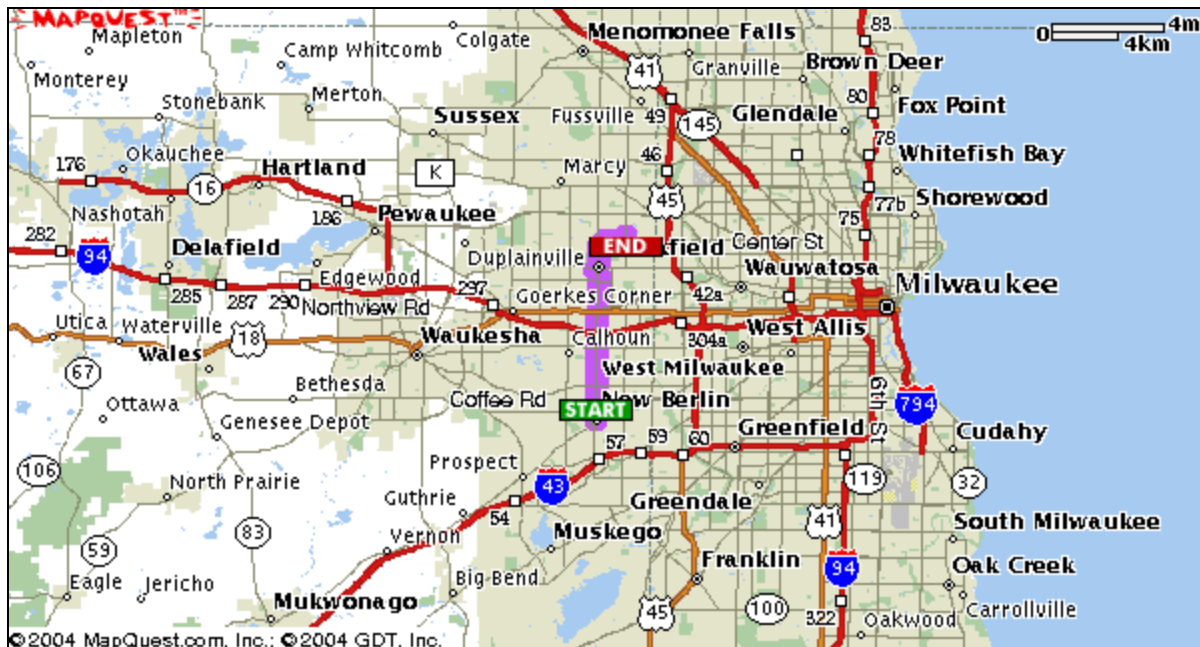 MAPQUEST
Mapleton
Camp Whitcomb
Colgate
Menomonee Falls
83
0 4m
4km
Monterey
41
Granville
Brown Deer
Stonebank
Merton
Sussex
Fussville
49
145
Glendale
80
Fox Point
176
Okauchee
Hartland
K
Marcy
46
78
Whitefish Bay
16
45
77b
Shorewood
Nashotah
186
Pewaukee
75
282
94
Delafield
Duplainville
END
field
Center St
Edgewood
Wauwatosa
285
287
290
Northview Rd
297
Goerkes Corner
42a
Milwaukee
Utica
Waterville
18
Waukesha
Calhoun
304a
West Allis
Wales
67
Bethesda
West Milwaukee
6th St
Ottawa
Coffee Rd
START
New Berlin
794
Genesee Depot
57
59
60
Greenfield
Cudahy
106
North Prairie
Prospect
43
119
32
Guthrie
54
Greendale
41
83
Vernon
Muskego
South Milwaukee
59
Franklin
94
Oak Creek
Eagle
Jericho
Big Bend
Mukwonago
45
100
322
Oakwood
Carrollville
©2004 MapQuest.com, Inc.; ©2004 GDT, Inc.